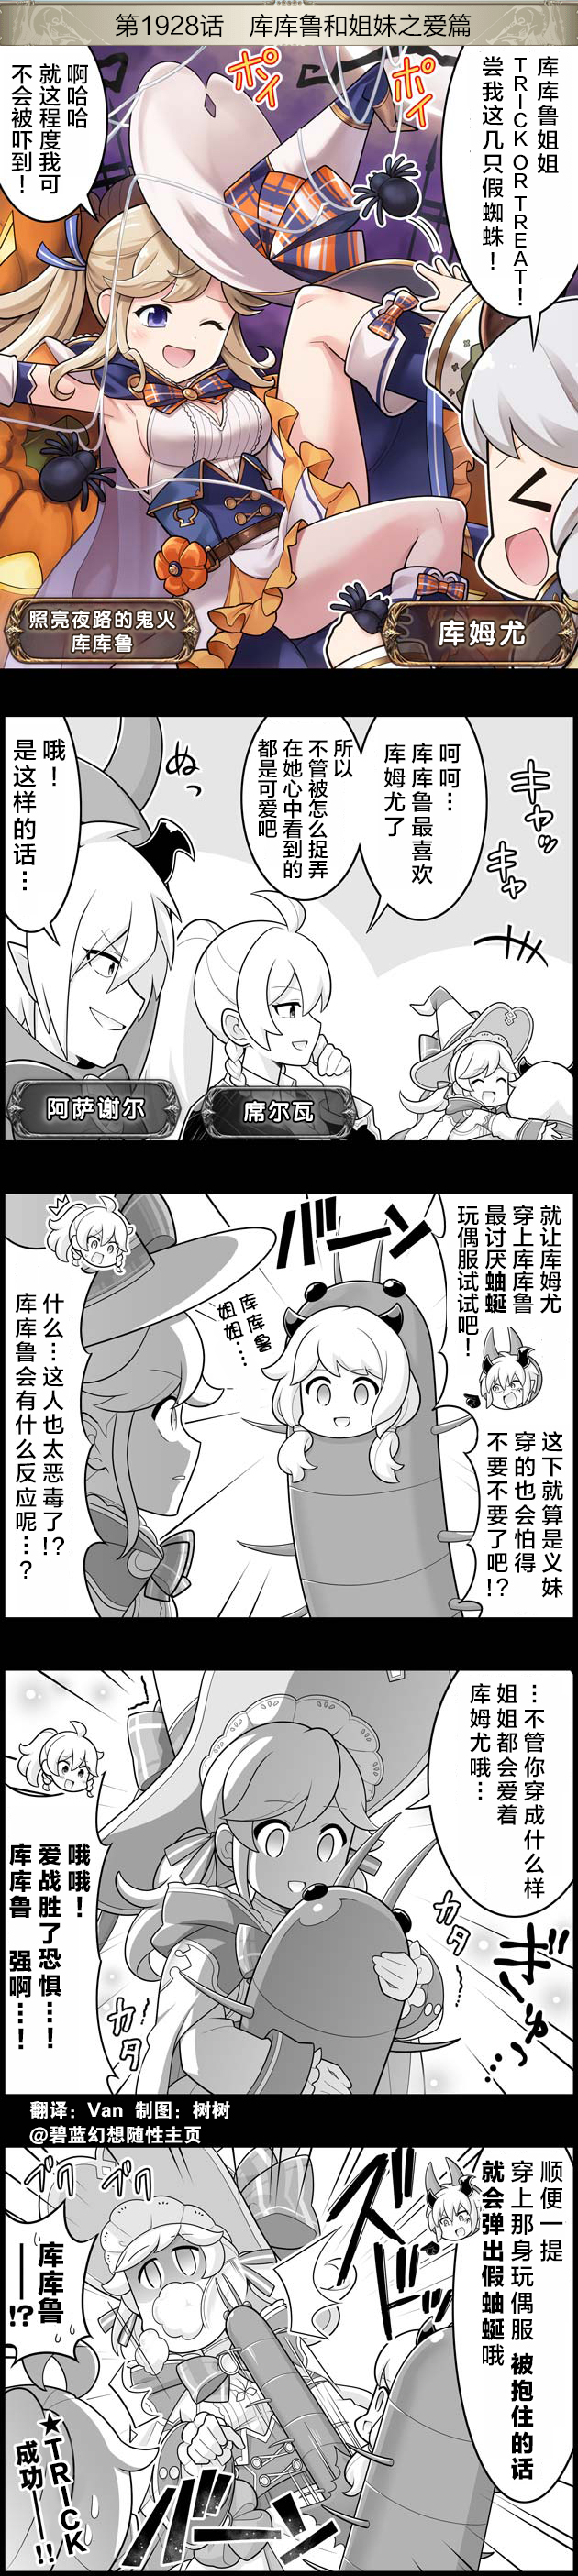 第1928话　库库鲁和姐妹之爱篇
库库鲁姐姐
TRICK OR TREAT!
尝我这几只假蜘蛛！
ポイ
ポイ
啊哈哈
就这程度我可
不会被吓到！
照亮夜路的鬼火
库库鲁
库姆尤
キャッ
キャ
呵呵…
库库鲁最喜欢
库姆尤了
所以
不管被怎么捉弄
在她心中看到的
都是可爱吧
ぬっ
哦！
是这样的话…
阿萨谢尔
席尔瓦
就让库姆尤
穿上库库鲁
最讨厌蚰蜒
玩偶服试试吧！
这下就算是义妹
穿的也会怕得
不要不要了吧!?
バーン
库库鲁
姐姐…
什么…这人也太恶毒了!?
库库鲁会有什么反应呢…？
…不管你穿成什么样
姐姐都会爱着
库姆尤哦…
ぎゅっ…
カタ
カタ
哦哦！
爱战胜了恐惧…！
库库鲁　强啊…！
翻译：Van 制图：树树
@碧蓝幻想随性主页
顺便一提
穿上那身玩偶服 被抱住的话
就会弹出假蚰蜒哦
ズドドド
ブク
ブク
库库鲁
——!?
★TRICK
成功——!!